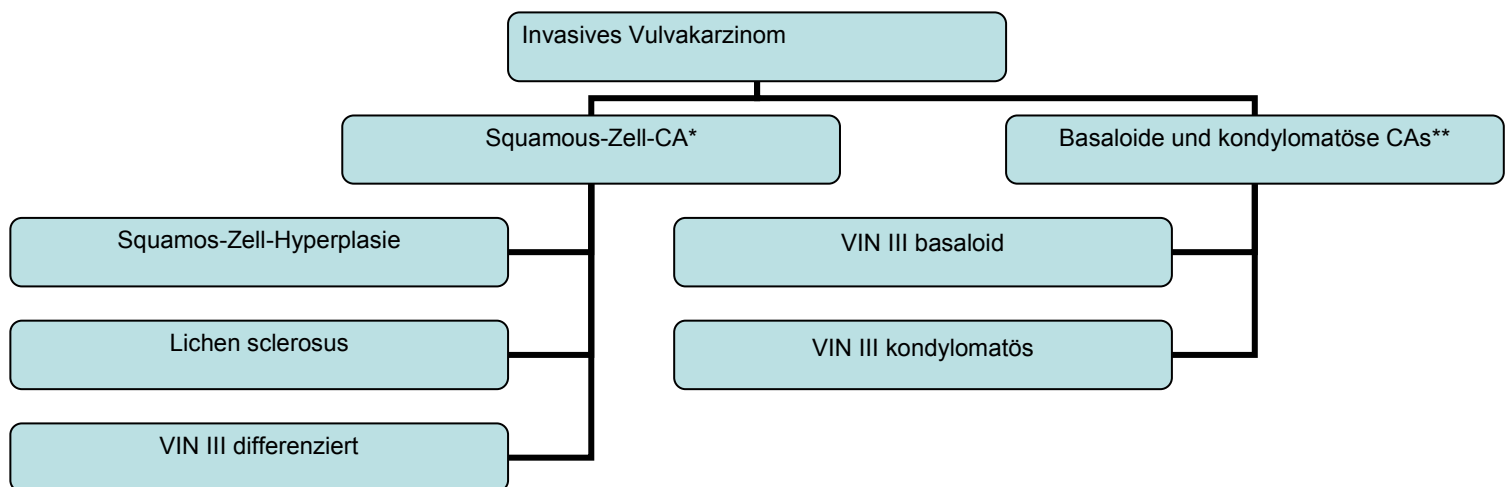 Invasives Vulvakarzinom
Squamous-Zell-CA*
Basaloide und kondylomatöse CAs**
Squamos-Zell-Hyperplasie
VIN III basaloid
Lichen sclerosus
VIN III kondylomatös
VIN III differenziert